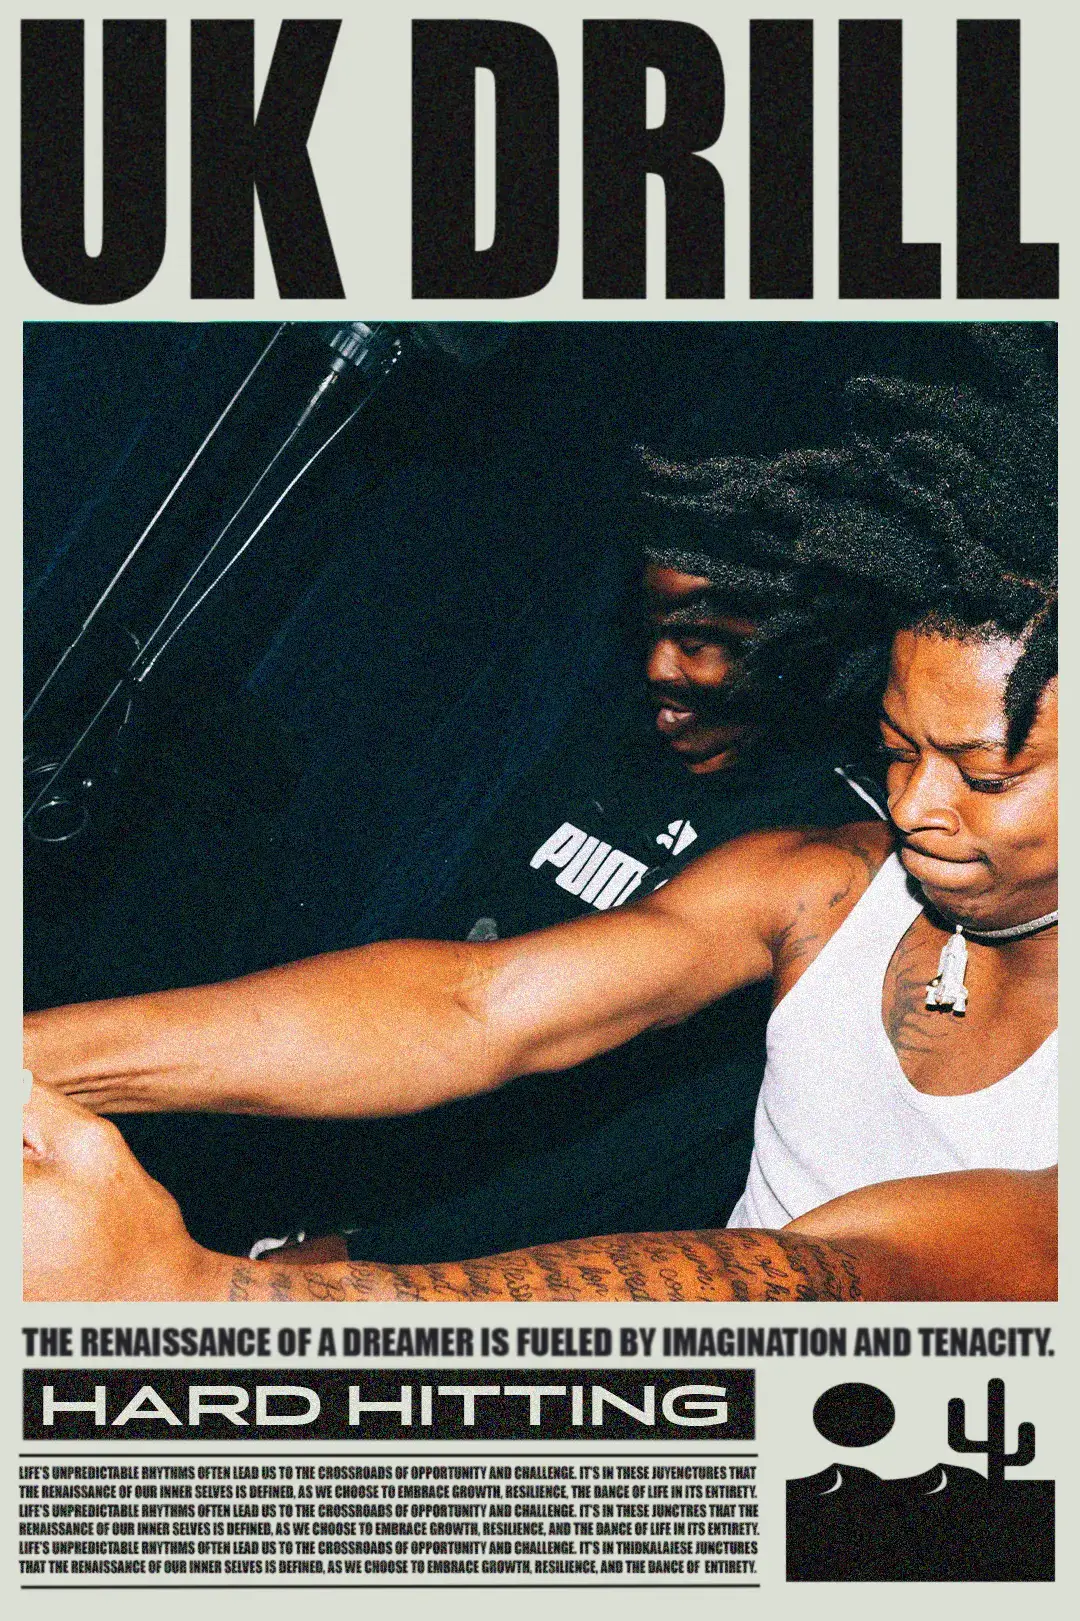 UK DRILL
PUM
THE RENAISSANCE OF A DREAMER IS FUELED BY IMAGINATION AND TENACITY.
HARD HITTING
LIFE'S UNPREDICTABLE RHYTHMS OFTEN LEAD US TO THE CROSSROADS OF OPPORTUNITY AND CHALLENGE. IT'S IN THESE JUYENCTURES THAT
THE RENAISSANCE OF OUR INNER SELVES IS DEFINED, AS WE CHOOSE TO EMBRACE GROWTH, RESILIENCE, THE DANCE OF LIFE IN ITS ENTIRETY.
LIFE'S UNPREDICTABLE RHYTHMS OFTEN LEAD US TO THE CROSSROADS OF OPPORTUNITY AND CHALLENGE. IT'S IN THESE JUNCTRES THAT THE
RENAISSANCE OF OUR INNER SELVES IS DEFINED, AS WE CHOOSE TO EMBRACE GROWTH, RESILIENCE, AND THE DANCE OF LIFE IN ITS ENTIRETY.
LIFE'S UNPREDICTABLE RHYTHMS OFTEN LEAD US TO THE CROSSROADS OF OPPORTUNITY AND CHALLENGE. IT'S IN THIDKALAIESE JUNCTURES
THAT THE RENAISSANCE OF OUR INNER SELVES IS DEFINED, AS WE CHOOSE TO EMBRACE GROWTH, RESILIENCE, AND THE DANCE OF ENTIRETY.